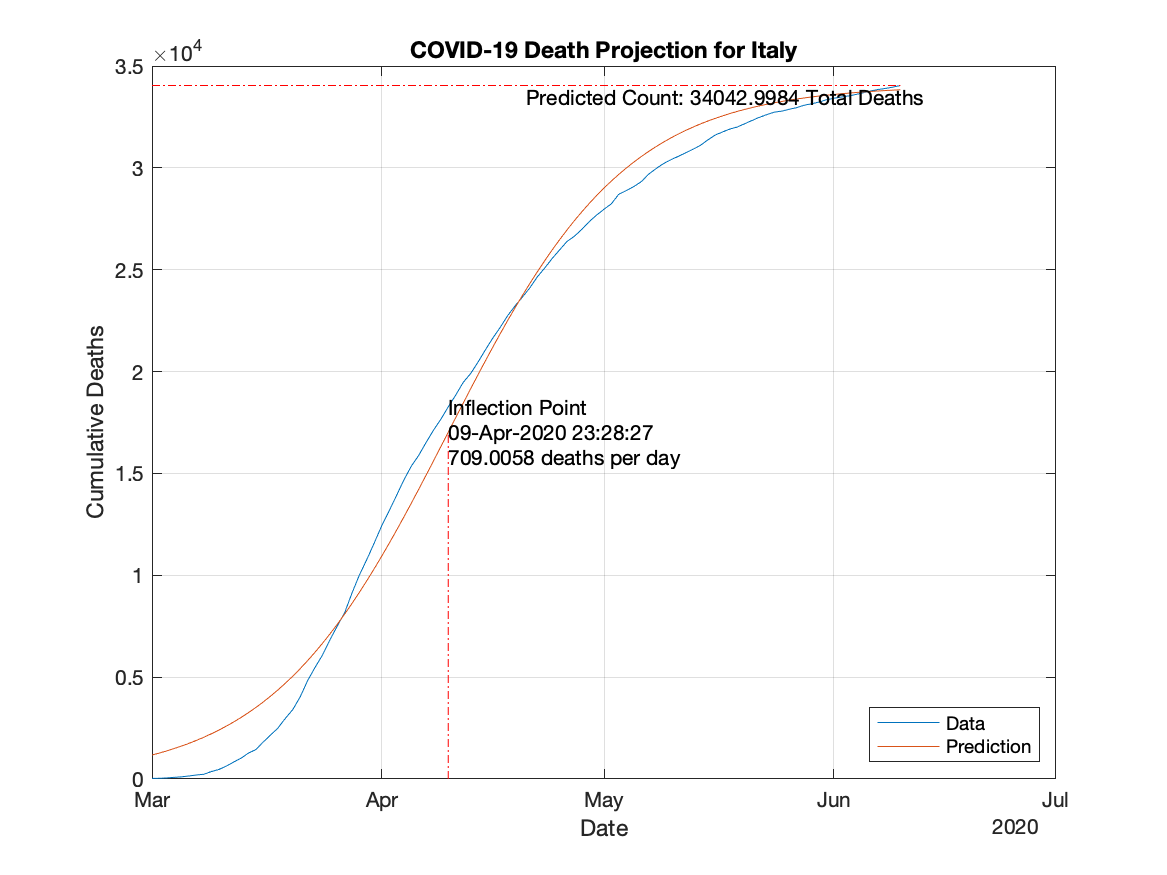 COVID-19 Death Projection for Italy
×10⁴
3.5
3
2.5
2
1.5
1
0.5
0
Cumulative Deaths
Predicted Count: 34042.9984 Total Deaths
Inflection Point
09-Apr-2020 23:28:27
709.0058 deaths per day
Data
Prediction
Mar Apr May Jun Jul
Date
2020